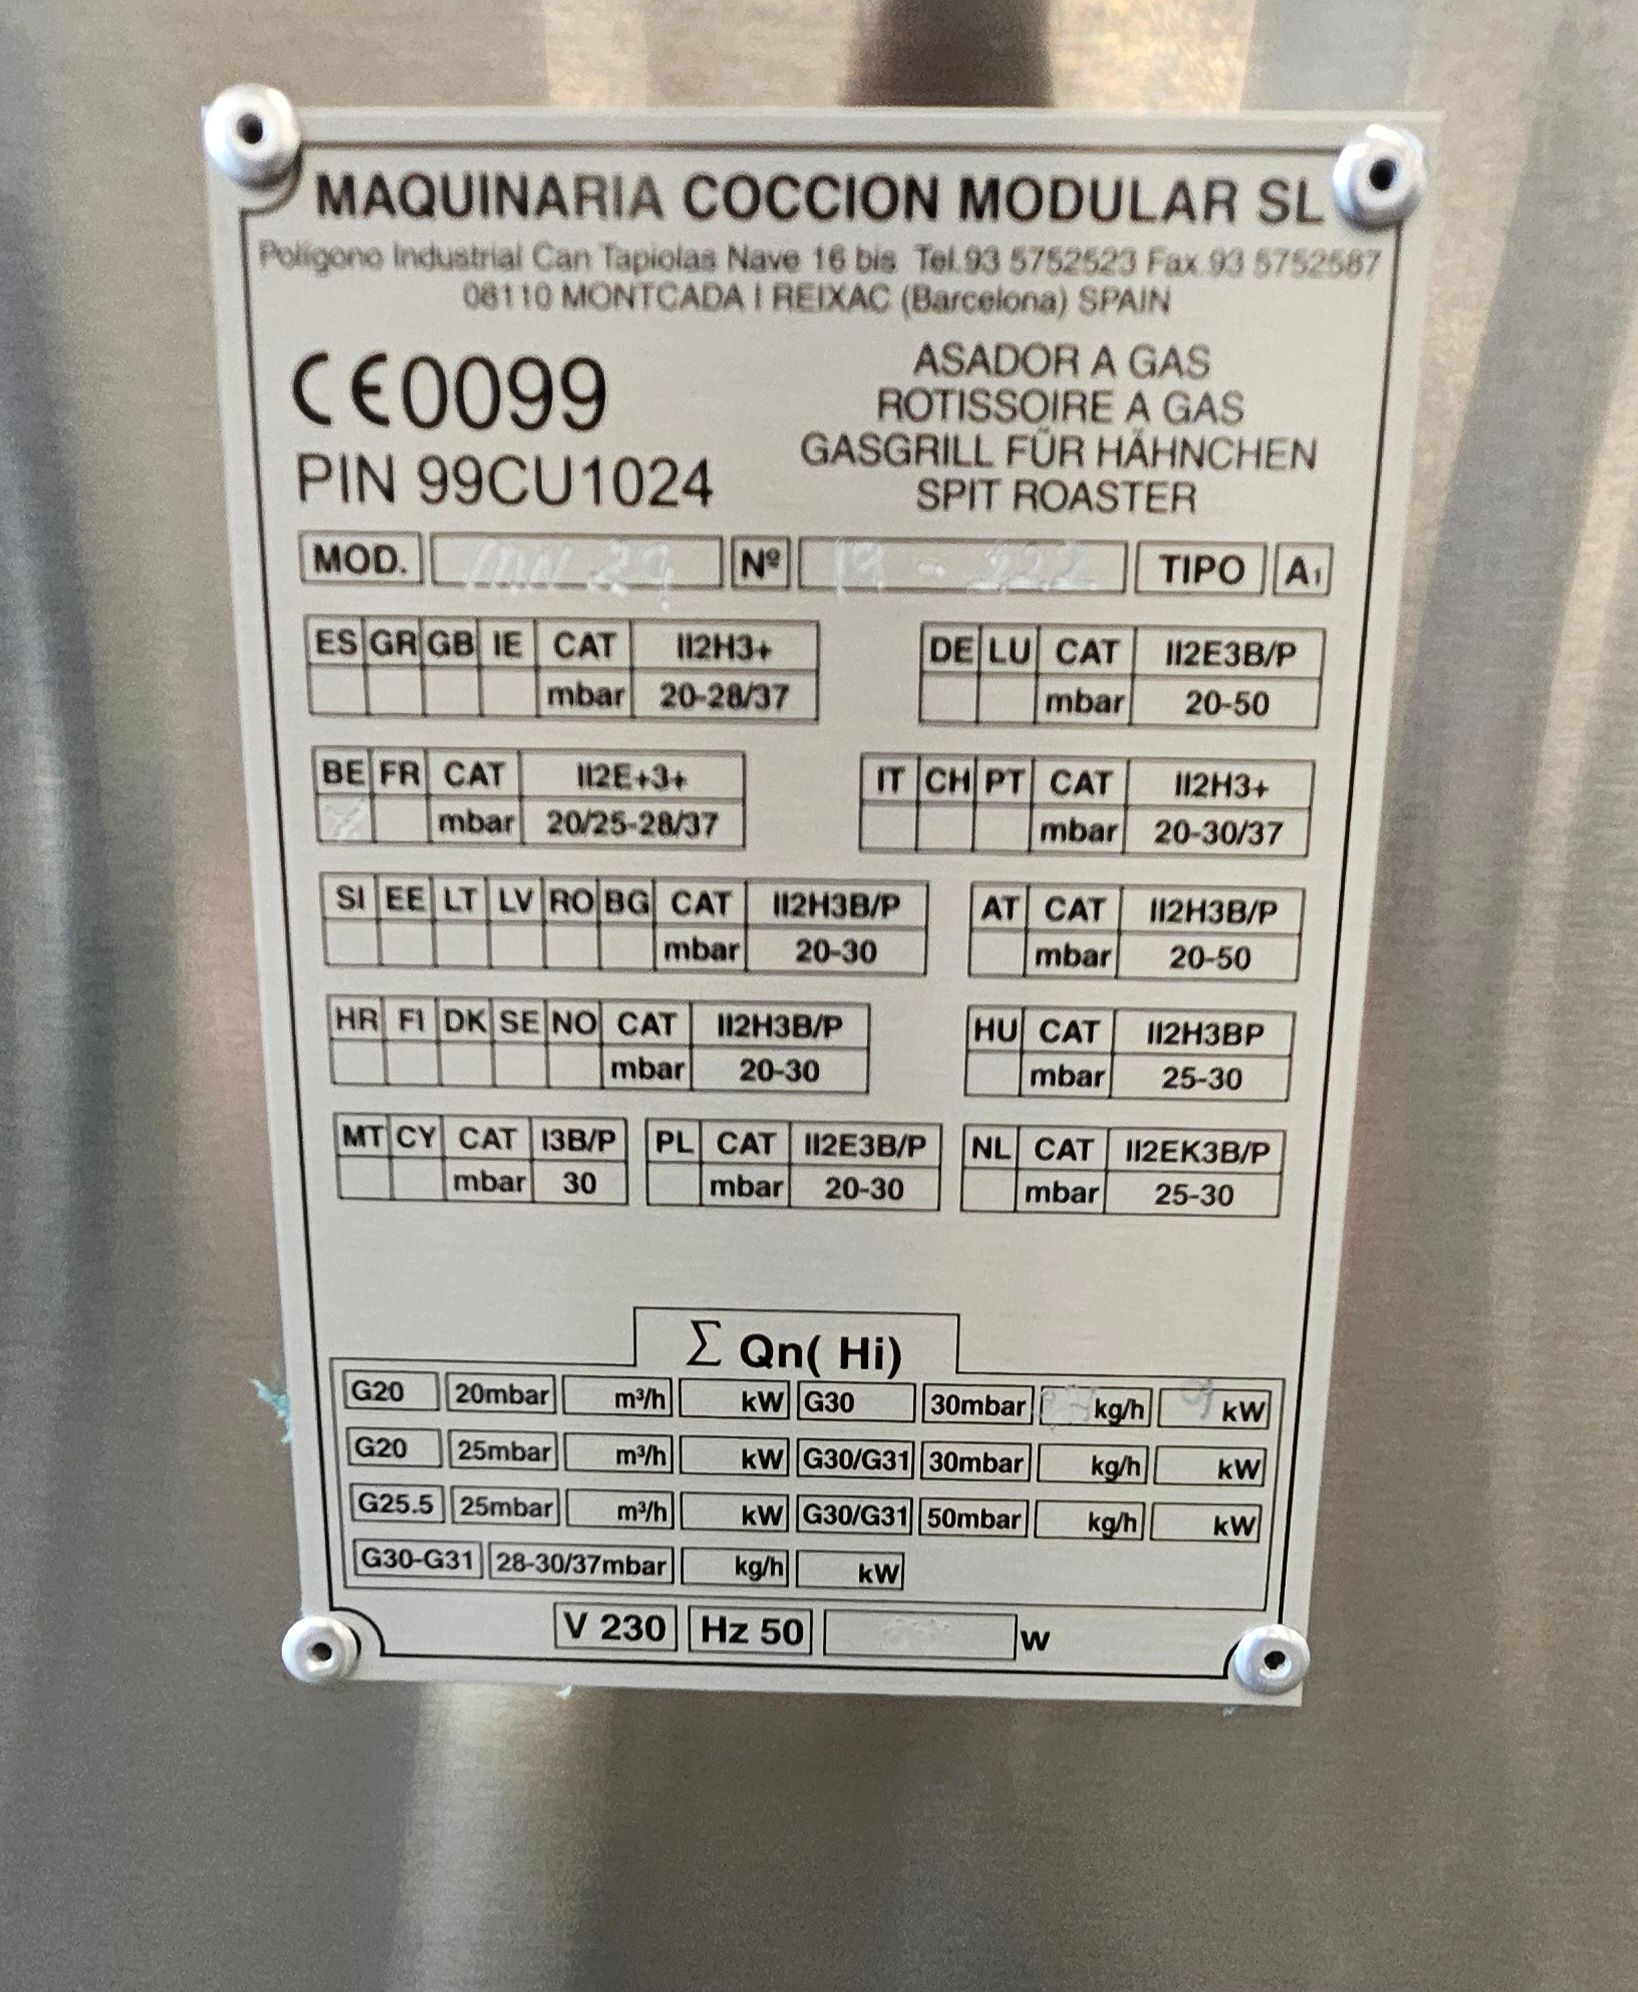 MAQUINARIA COCCION MODULAR SL
Polígono Industrial Can Tapiolas Nave 16 bis Tel.93 5752523 Fax.93 5752587
08110 MONTCADA I REIXAC (Barcelona) SPAIN
CE0099
PIN 99CU1024
ASADOR A GAS
ROTISSOIRE A GAS
GASGRILL FŰR HÄHNCHEN
SPIT ROASTER
MOD. Nº 19 - 222 TIPO A1
ES GR GB IE CAT II2H3+
mbar 20-28/37
DE LU CAT II2E3B/P
mbar 20-50
BE FR CAT II2E+3+
mbar 20/25-28/37
IT CH PT CAT II2H3+
mbar 20-30/37
SI EE LT LV RO BG CAT II2H3B/P
mbar 20-30
AT CAT II2H3B/P
mbar 20-50
HR FI DK SE NO CAT II2H3B/P
mbar 20-30
HU CAT II2H3BP
mbar 25-30
MT CY CAT I3B/P
mbar 30
PL CAT II2E3B/P
mbar 20-30
NL CAT II2EK3B/P
mbar 25-30
Σ Qn( Hi)
G20 20mbar m³/h kW G30 30mbar kg/h kW
G20 25mbar m³/h kW G30/G31 30mbar kg/h kW
G25.5 25mbar m³/h kW G30/G31 50mbar kg/h kW
G30-G31 28-30/37mbar kg/h kW
V 230 Hz 50 w